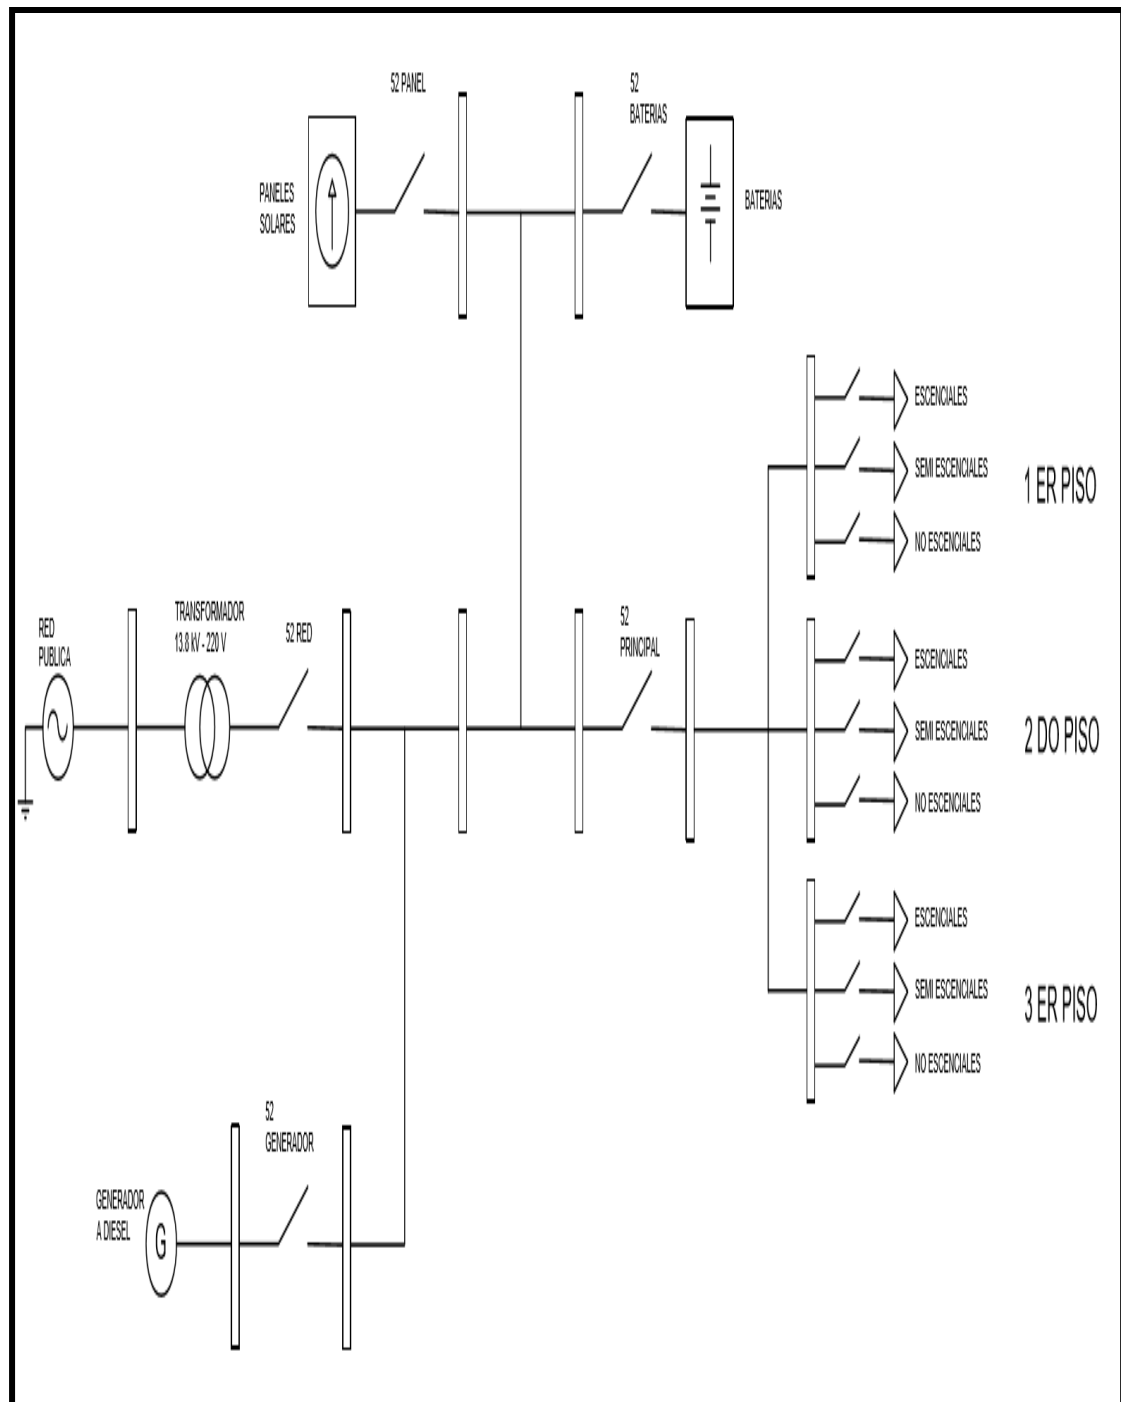 52 PANEL
52
BATERIAS
PANELES
SOLARES
BATERIAS
ESCENCIALES
SEMI ESCENCIALES
NO ESCENCIALES
1 ER PISO
RED
PUBLICA
TRANSFORMADOR
13.8 kV - 220 V
52 RED
52
PRINCIPAL
ESCENCIALES
SEMI ESCENCIALES
NO ESCENCIALES
2 DO PISO
ESCENCIALES
SEMI ESCENCIALES
NO ESCENCIALES
3 ER PISO
52
GENERADOR
GENERADOR
A DIESEL
G